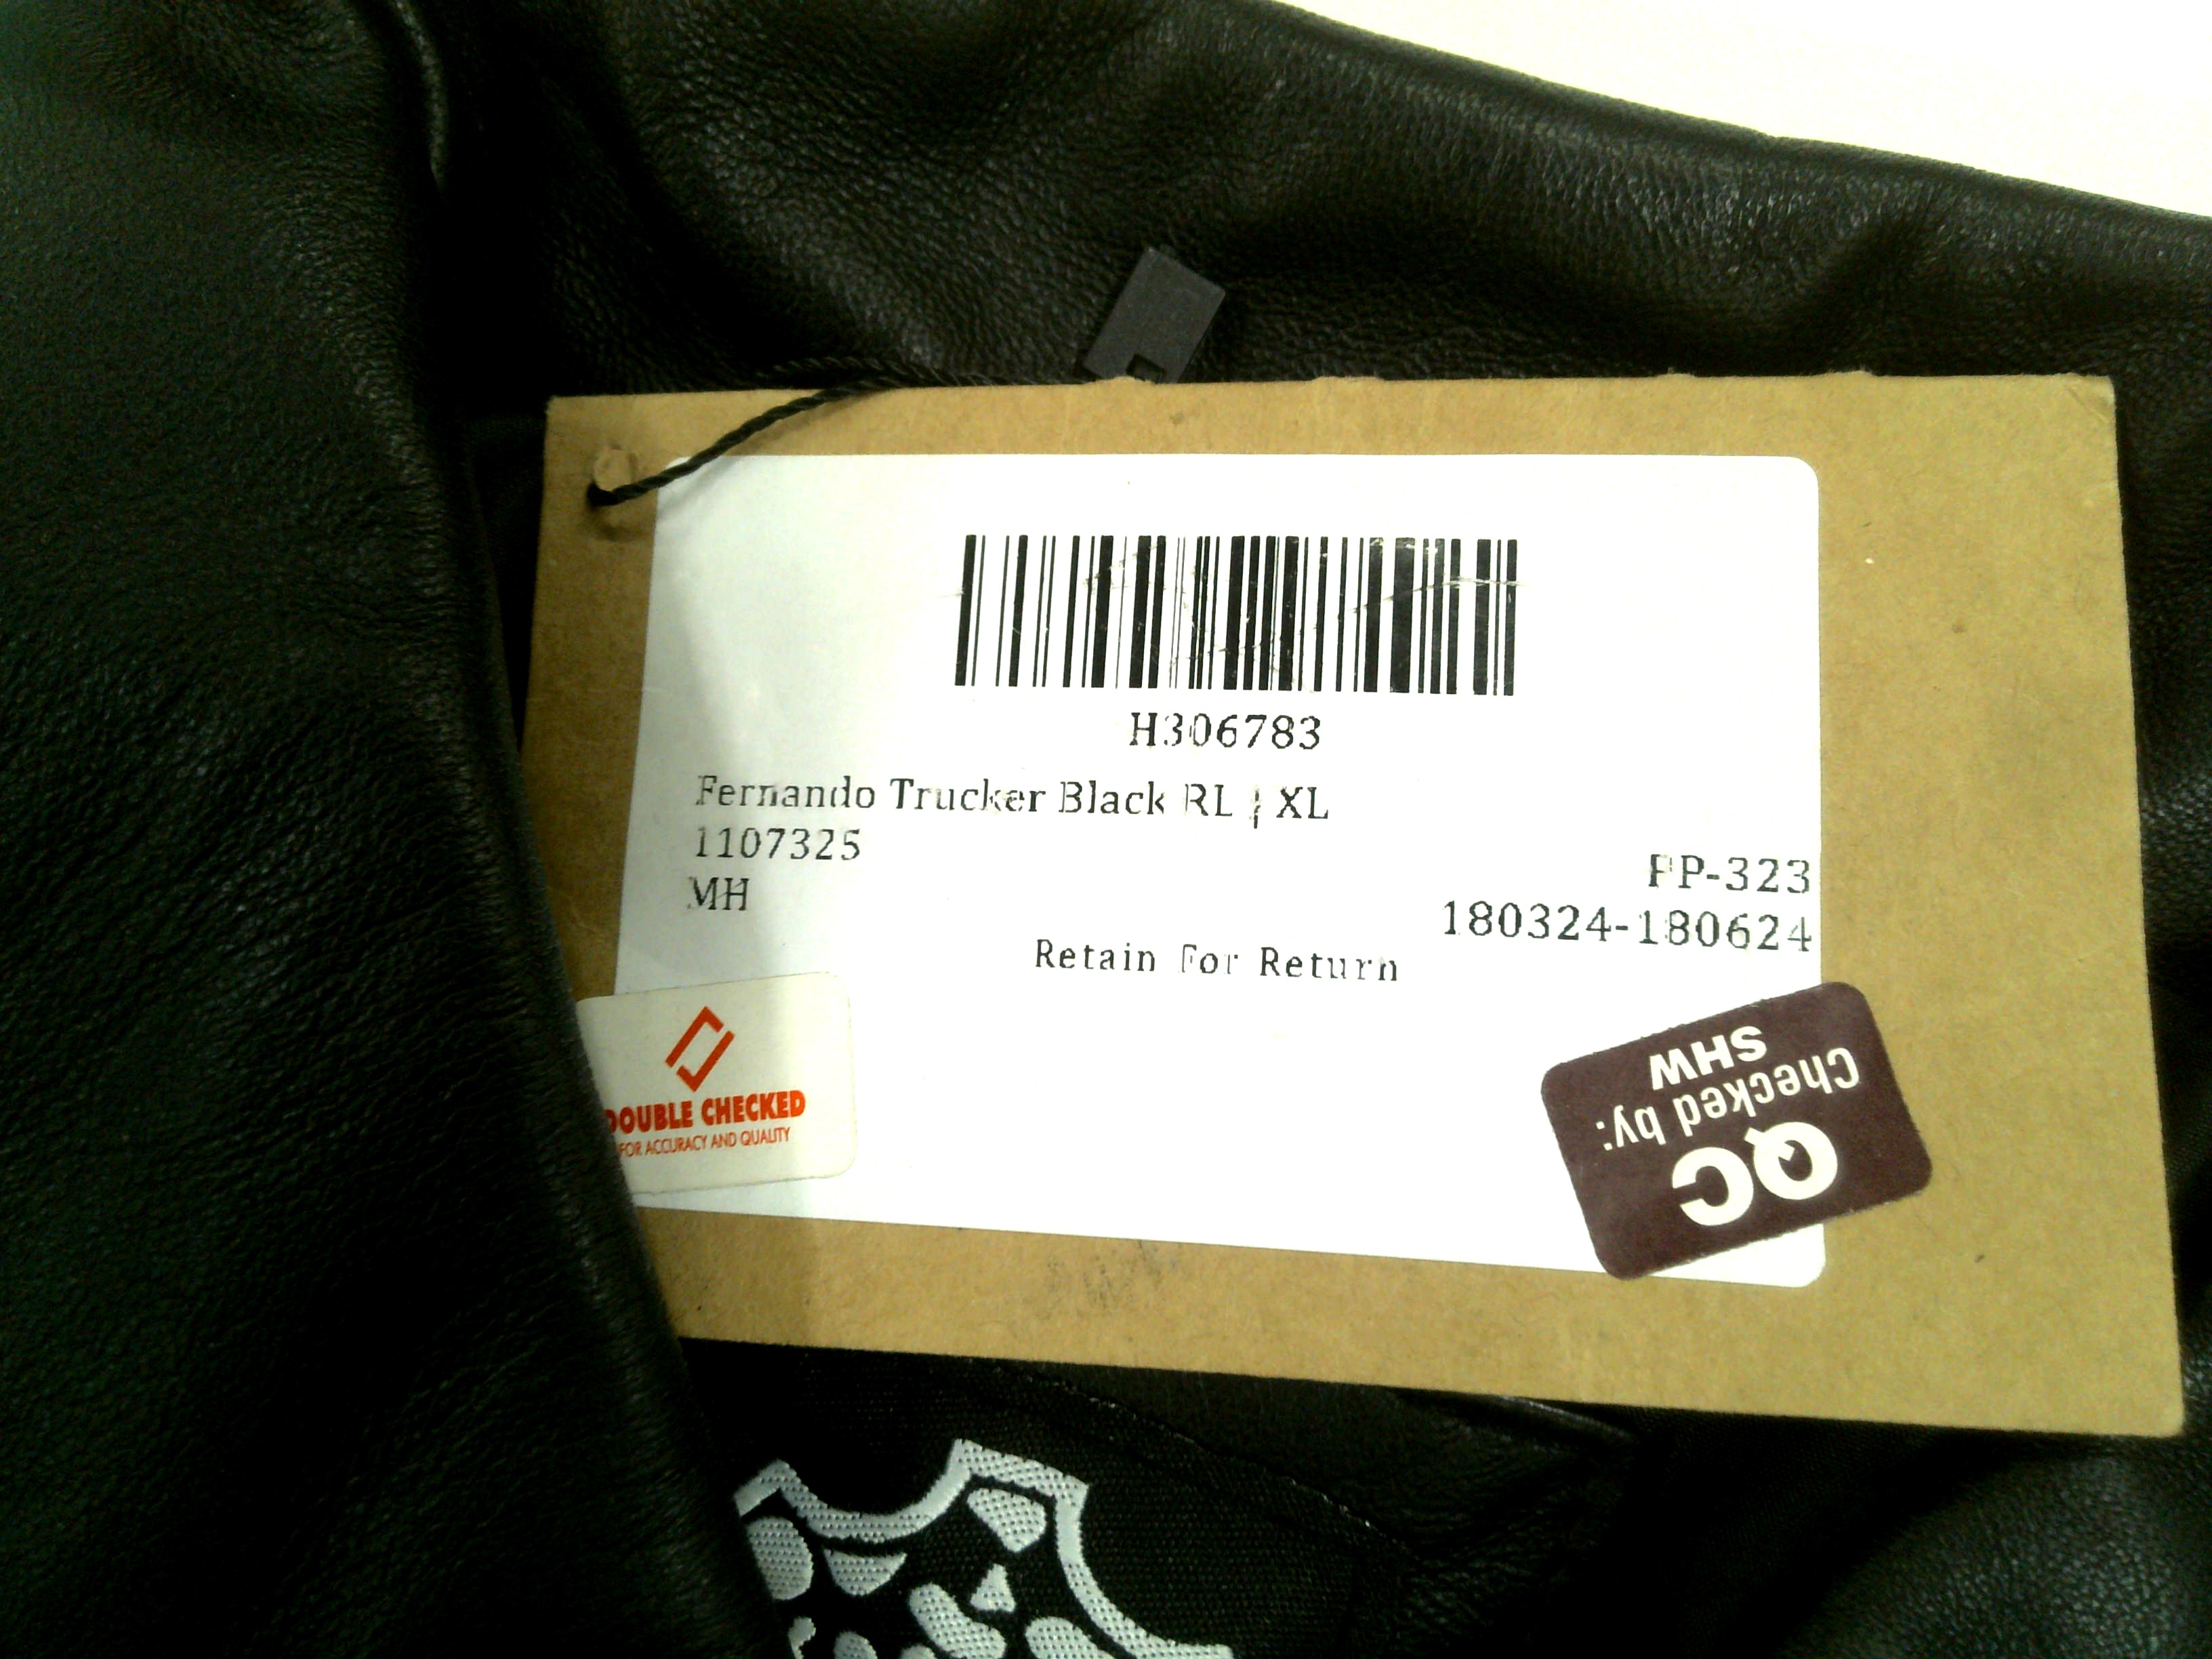 H306783
Fernando Trucker Black RL ¦ XL
1107325
PP-323
MH
180324-180624
Retain For Return
DOUBLE CHECKED
FOR ACCURACY AND QUALITY
QC
Checked by:
SHW